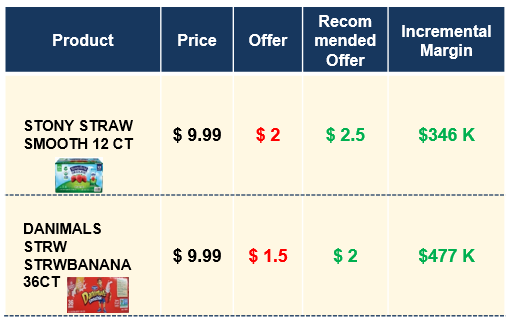 Product
Price
Offer
Recom
mended
Offer
Incremental
Margin
STONY STRAW
SMOOTH 12 CT
$ 9.99
$ 2
$ 2.5
$346 K
DANIMALS
STRW
STRWBANANA
36CT
$ 9.99
$ 1.5
$ 2
$477 K
Danimals